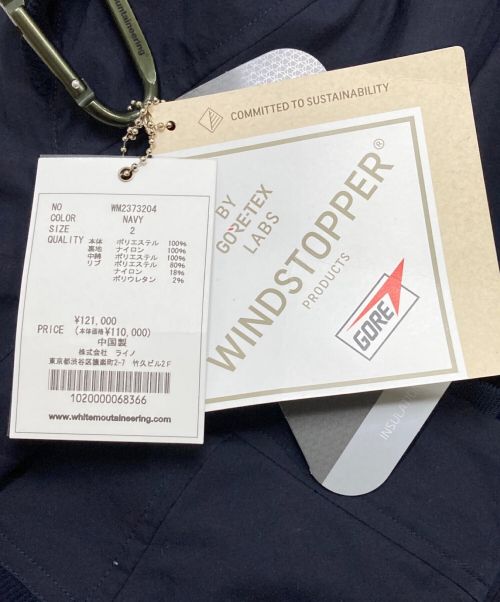 mountaineering
COMMITTED TO SUSTAINABILITY
BY
GORE-TEX
LABS
WINDSTOPPER®
PRODUCTS
GORE
INSULATI
NO WM2373204
COLOR NAVY
SIZE 2
QUALITY 本体 ポリエステル 100%
裏地 ナイロン 100%
中綿 ポリエステル 100%
リブ ポリエステル 80%
ナイロン 18%
ポリウレタン 2%
¥121,000
PRICE (本体価格¥110,000)
中国製
株式会社 ライノ
東京都渋谷区猿楽町2-7 竹久ビル2F
1020000068366
www.whitemoutaineering.com